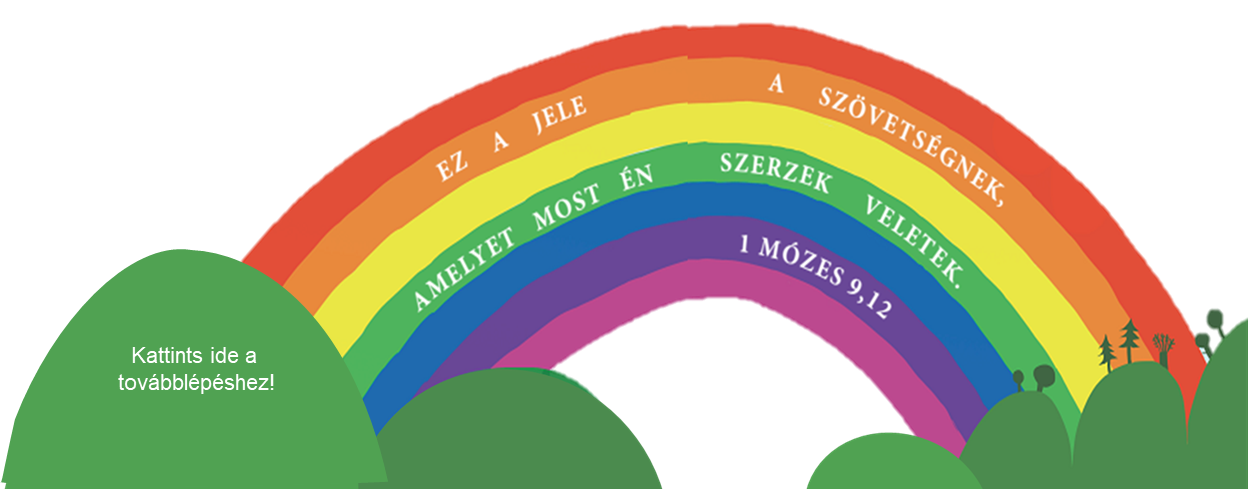 EZ A JELE A SZÖVETSÉGNEK,
AMELYET MOST ÉN SZERZEK VELETEK.
1 MÓZES 9,12
Kattints ide a
továbblépéshez!